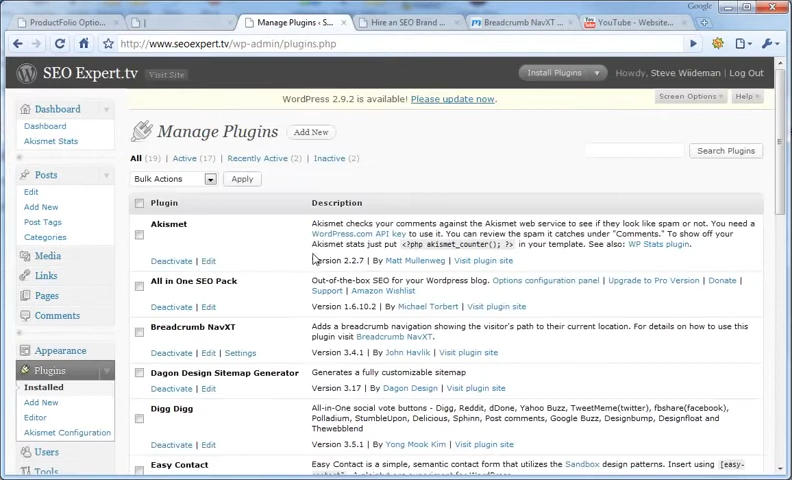 Google
ProductFolio Optio...
Manage Plugins ‹ S...
Hire an SEO Brand ...
Breadcrumb NavXT ...
YouTube - Website...
http://www.seoexpert.tv/wp-admin/plugins.php
SEO Expert.tv
Visit Site
Install Plugins
Howdy, Steve Wiideman | Log Out
WordPress 2.9.2 is available! Please update now.
Screen Options
Help
Dashboard
Dashboard
Akismet Stats
Posts
Edit
Add New
Post Tags
Categories
Media
Links
Pages
Comments
Appearance
Plugins
Installed
Add New
Editor
Akismet Configuration
Users
Tools
Manage Plugins
Add New
All (19) | Active (17) | Recently Active (2) | Inactive (2)
Search Plugins
Bulk Actions
Apply
Plugin
Description
Akismet
Deactivate | Edit
Akismet checks your comments against the Akismet web service to see if they look like spam or not. You need a
WordPress.com API key to use it. You can review the spam it catches under "Comments." To show off your
Akismet stats just put <?php akismet_counter(); ?> in your template. See also: WP Stats plugin.
Version 2.2.7 | By Matt Mullenweg | Visit plugin site
All in One SEO Pack
Deactivate | Edit
Out-of-the-box SEO for your Wordpress blog. Options configuration panel | Upgrade to Pro Version | Donate |
Support | Amazon Wishlist
Version 1.6.10.2 | By Michael Torbert | Visit plugin site
Breadcrumb NavXT
Deactivate | Edit | Settings
Adds a breadcrumb navigation showing the visitor's path to their current location. For details on how to use this
plugin visit Breadcrumb NavXT.
Version 3.4.1 | By John Havlik | Visit plugin site
Dagon Design Sitemap Generator
Deactivate | Edit
Generates a fully customizable sitemap
Version 3.17 | By Dagon Design | Visit plugin site
Digg Digg
Deactivate | Edit
All-in-One social vote buttons - Digg, Reddit, dDone, Yahoo Buzz, TweetMeme(twitter), fbshare(facebook),
Polladium, StumbleUpon, Delicious, Sphinn, Post comments, Google Buzz, Designbump, Designfloat and
Thewebblend
Version 3.5.1 | By Yong Mook Kim | Visit plugin site
Easy Contact
Easy Contact is a simple, semantic contact form that utilizes the Sandbox design patterns. Insert using [easy-